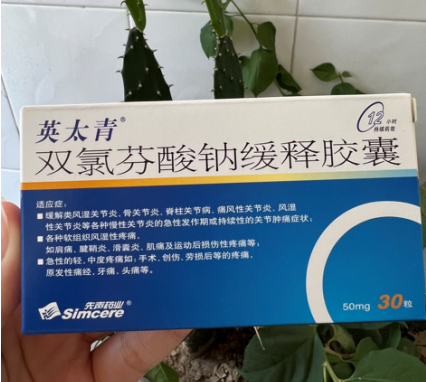 英太青®
12小时
持续药效
双氯芬酸钠缓释胶囊
适应症：
■ 缓解类风湿关节炎、骨关节炎、脊柱关节病、痛风性关节炎、风湿
性关节炎等各种慢性关节炎的急性发作期或持续性的关节肿痛症状；
■ 各种软组织风湿性疼痛，
如肩痛、腱鞘炎、滑囊炎、肌痛及运动后损伤性疼痛等；
■ 急性的轻、中度疼痛如：手术、创伤、劳损后等的疼痛，
原发性痛经、牙痛、头痛等。
先声药业®
Simcere
50mg 30粒